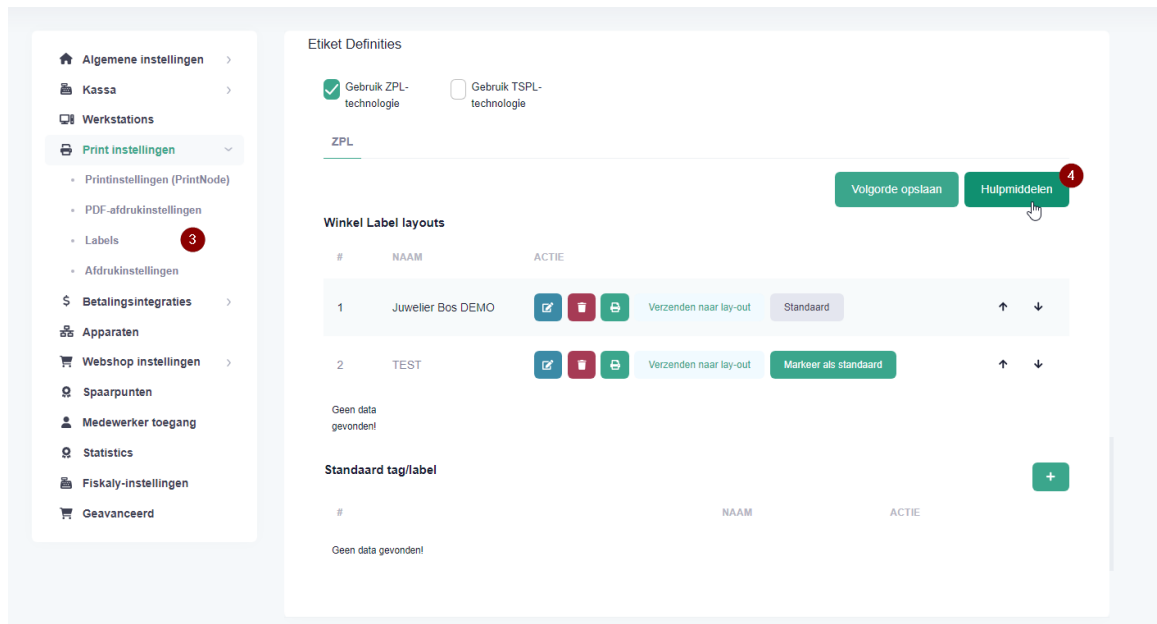 Algemene instellingen
Kassa
Werkstations
Print instellingen
Printinstellingen (PrintNode)
PDF-afdrukinstellingen
Labels
3
Afdrukinstellingen
Betalingsintegraties
Apparaten
Webshop instellingen
Spaarpunten
Medewerker toegang
Statistics
Fiskaly-instellingen
Geavanceerd
Etiket Definities
Gebruik ZPL-
technologie
Gebruik TSPL-
technologie
ZPL
Volgorde opslaan
Hulpmiddelen
4
Winkel Label layouts
# NAAM ACTIE
1 Juwelier Bos DEMO Verzenden naar lay-out Standaard
2 TEST Verzenden naar lay-out Markeer als standaard
Geen data
gevonden!
Standaard tag/label
+
# NAAM ACTIE
Geen data gevonden!